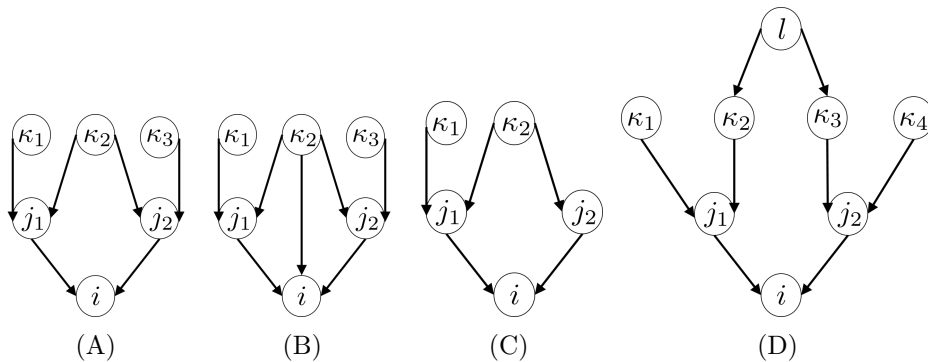 l
κ₁ κ₂ κ₃ κ₁ κ₂ κ₃ κ₁ κ₂ κ₁ κ₂ κ₃ κ₄
j₁ j₂ j₁ j₂ j₁ j₂ j₁ j₂
i i i i
(A) (B) (C) (D)